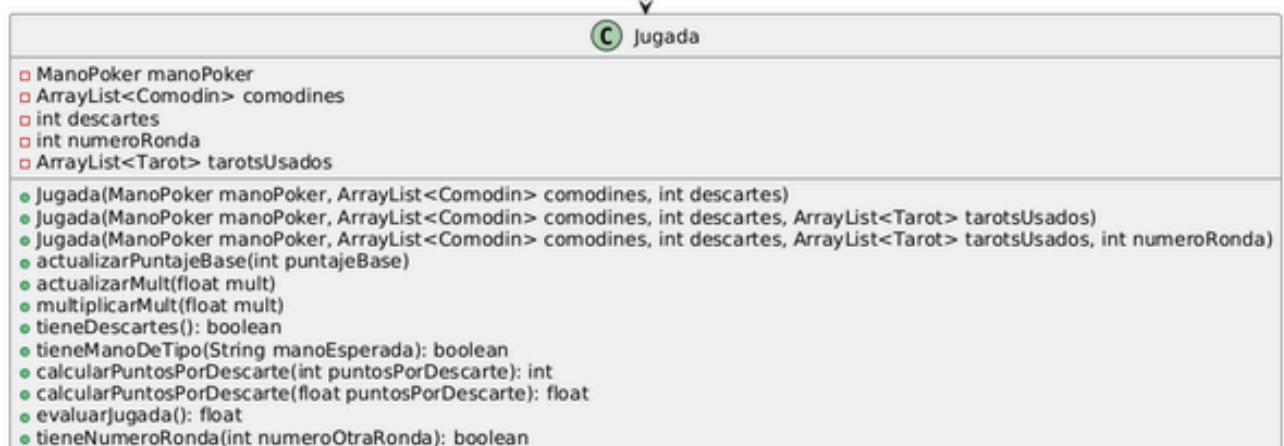 C Jugada
ManoPoker manoPoker
ArrayList<Comodin> comodines
int descartes
int numeroRonda
ArrayList<Tarot> tarotsUsados
Jugada(ManoPoker manoPoker, ArrayList<Comodin> comodines, int descartes)
Jugada(ManoPoker manoPoker, ArrayList<Comodin> comodines, int descartes, ArrayList<Tarot> tarotsUsados)
Jugada(ManoPoker manoPoker, ArrayList<Comodin> comodines, int descartes, ArrayList<Tarot> tarotsUsados, int numeroRonda)
actualizarPuntajeBase(int puntajeBase)
actualizarMult(float mult)
multiplicarMult(float mult)
tieneDescartes(): boolean
tieneManoDeTipo(String manoEsperada): boolean
calcularPuntosPorDescarte(int puntosPorDescarte): int
calcularPuntosPorDescarte(float puntosPorDescarte): float
evaluarJugada(): float
tieneNumeroRonda(int numeroOtraRonda): boolean